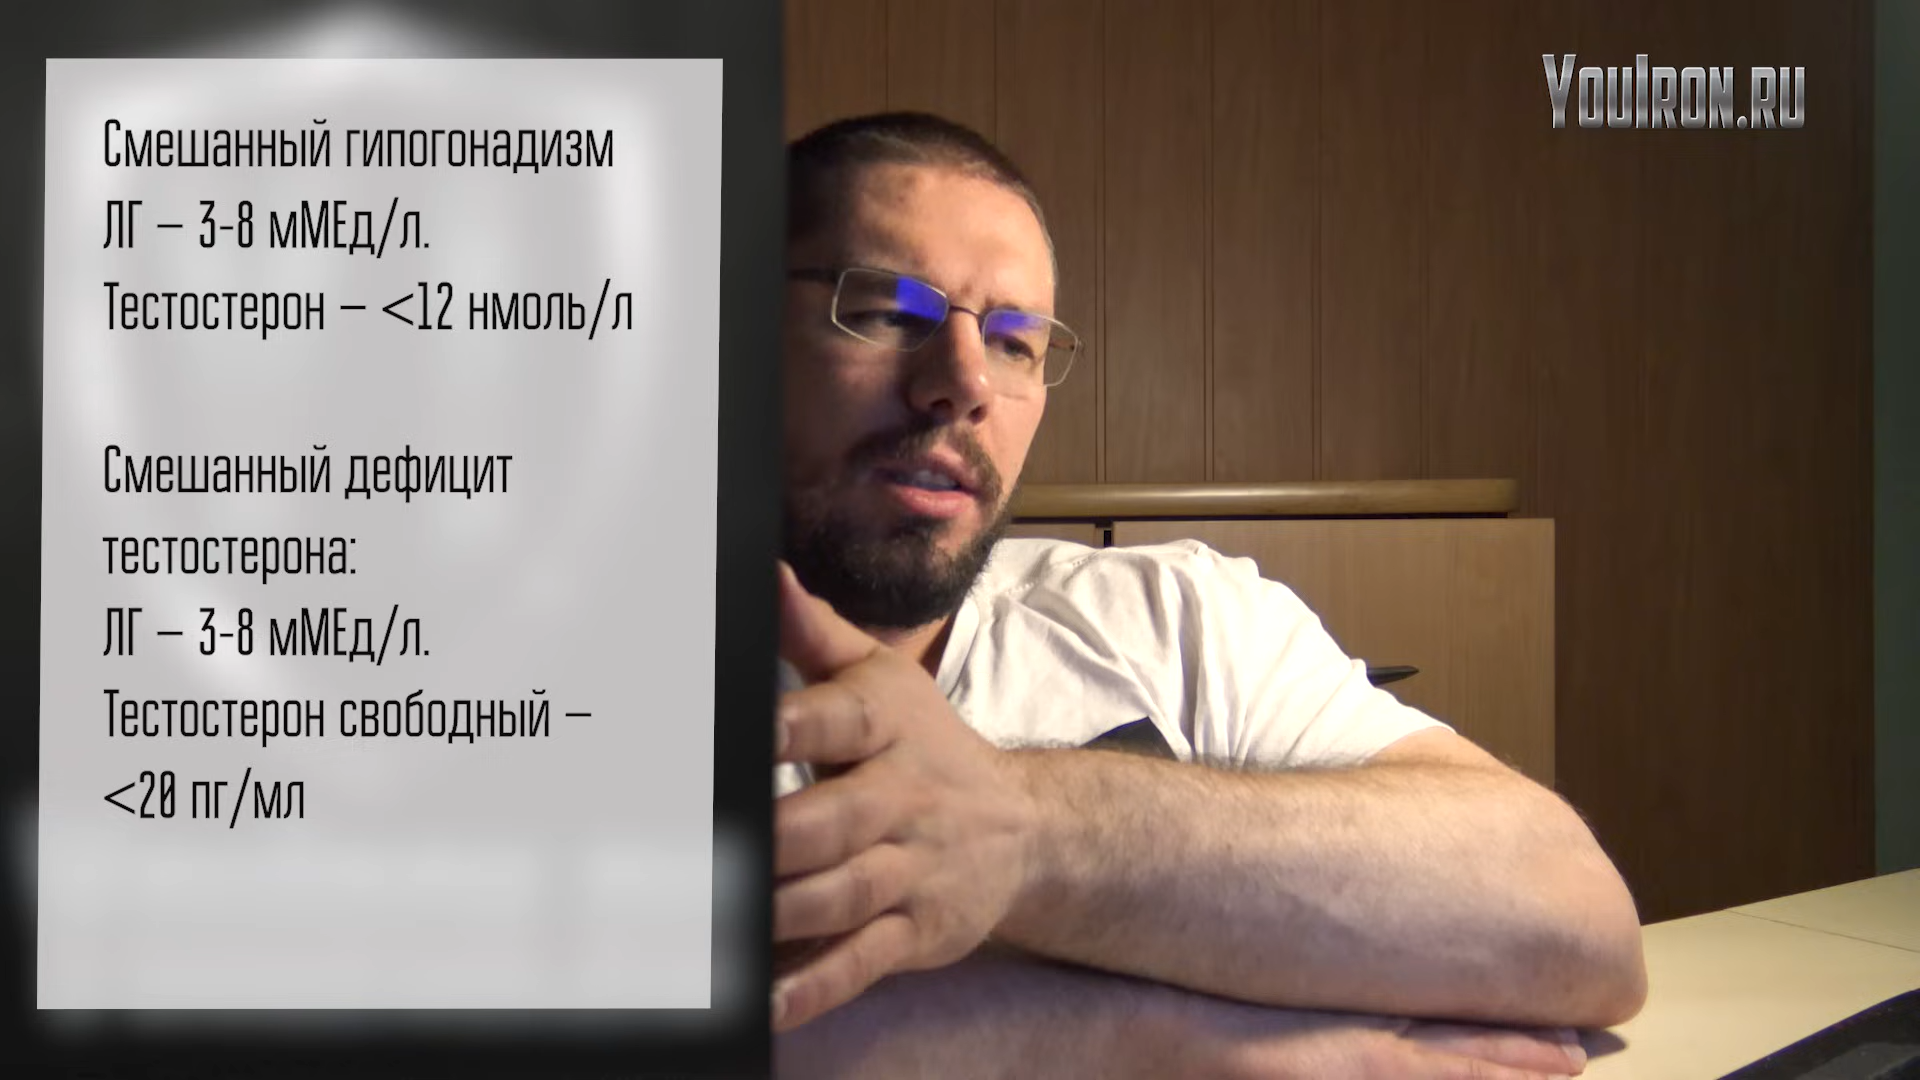 YouIron.ru
Смешанный гипогонадизм
ЛГ – 3-8 мМЕд/л.
Тестостерон – <12 нмоль/л
Смешанный дефицит
тестостерона:
ЛГ – 3-8 мМЕд/л.
Тестостерон свободный –
<20 пг/мл